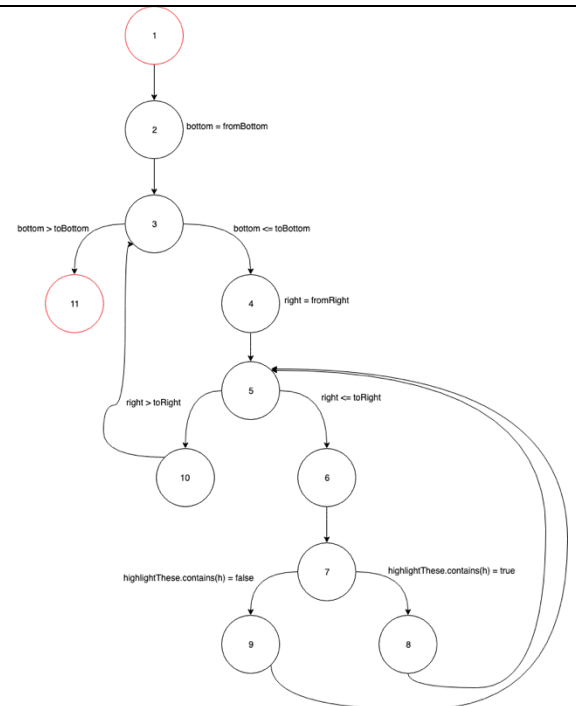 1
2
bottom = fromBottom
3
bottom > toBottom
bottom <= toBottom
11
4
right = fromRight
5
right > toRight
right <= toRight
10
6
7
highlightThese.contains(h) = false
highlightThese.contains(h) = true
9
8